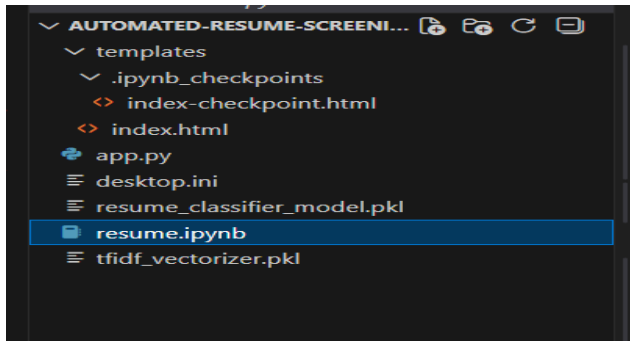 AUTOMATED-RESUME-SCREENI...
templates
.ipynb_checkpoints
<> index-checkpoint.html
<> index.html
app.py
desktop.ini
resume_classifier_model.pkl
resume.ipynb
tfidf_vectorizer.pkl